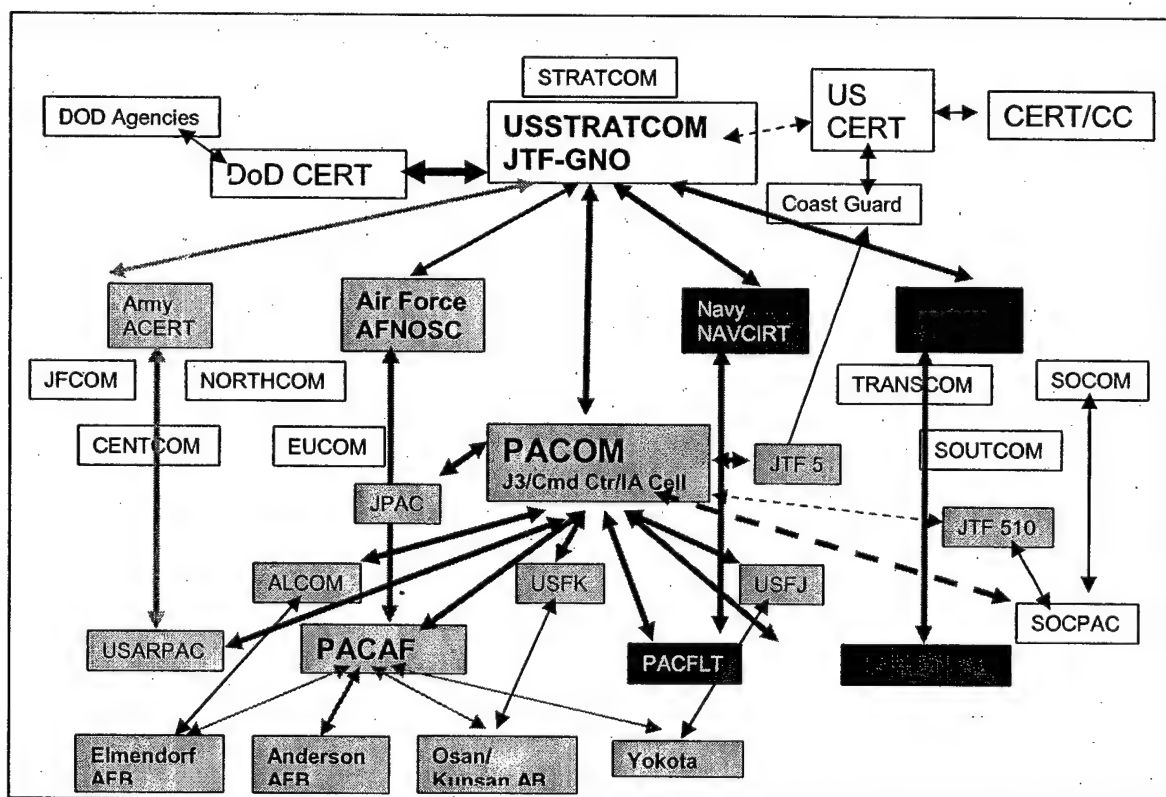 STRATCOM
DOD Agencies
USSTRATCOM
JTF-GNO
US
CERT
CERT/CC
DoD CERT
Coast Guard
Army
ACERT
Air Force
AFNOSC
Navy
NAVCIRT
JFCOM
NORTHCOM
TRANSCOM
SOCOM
CENTCOM
EUCOM
PACOM
J3/Cmd Ctr/IA Cell
JTF 5
SOUTCOM
JPAC
JTF 510
ALCOM
USFK
USFJ
SOCPAC
USARPAC
PACAF
PACFLT
Elmendorf
AFB
Anderson
AFB
Osan/
Kunsan AB
Yokota